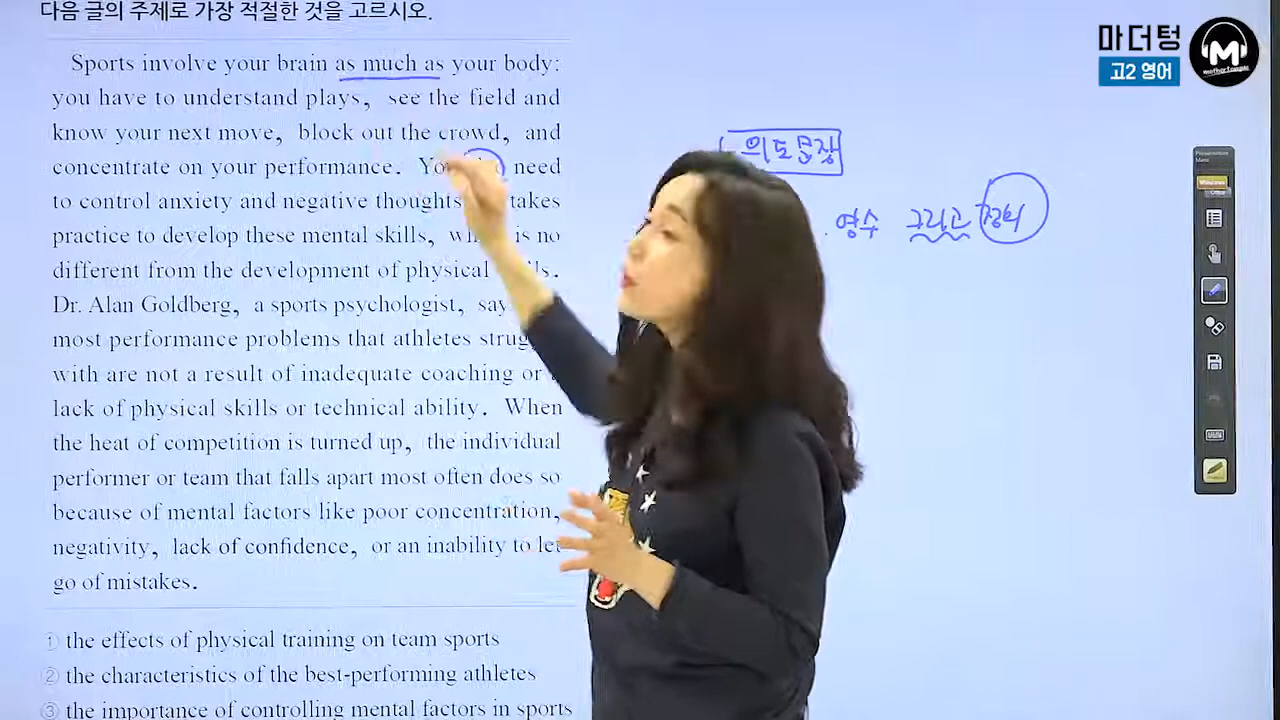 다음 글의 주제로 가장 적절한 것을 고르시오.
마더텅
고2 영어
M
mothertongue
Sports involve your brain as much as your body:
you have to understand plays, see the field and
know your next move, block out the crowd, and
concentrate on your performance. You need
to control anxiety and negative thoughts takes
practice to develop these mental skills, is no
different from the development of physical
Dr. Alan Goldberg, a sports psychologist,
most performance problems that athletes
with are not a result of inadequate coaching or
lack of physical skills or technical ability. When
the heat of competition is turned up, the individual
performer or team that falls apart most often does so
because of mental factors like poor concentration,
negativity, lack of confidence, or an inability to let
go of mistakes.
① the effects of physical training on team sports
② the characteristics of the best-performing athletes
③ the importance of controlling mental factors in sports
의도문장
영수 그리고 정의